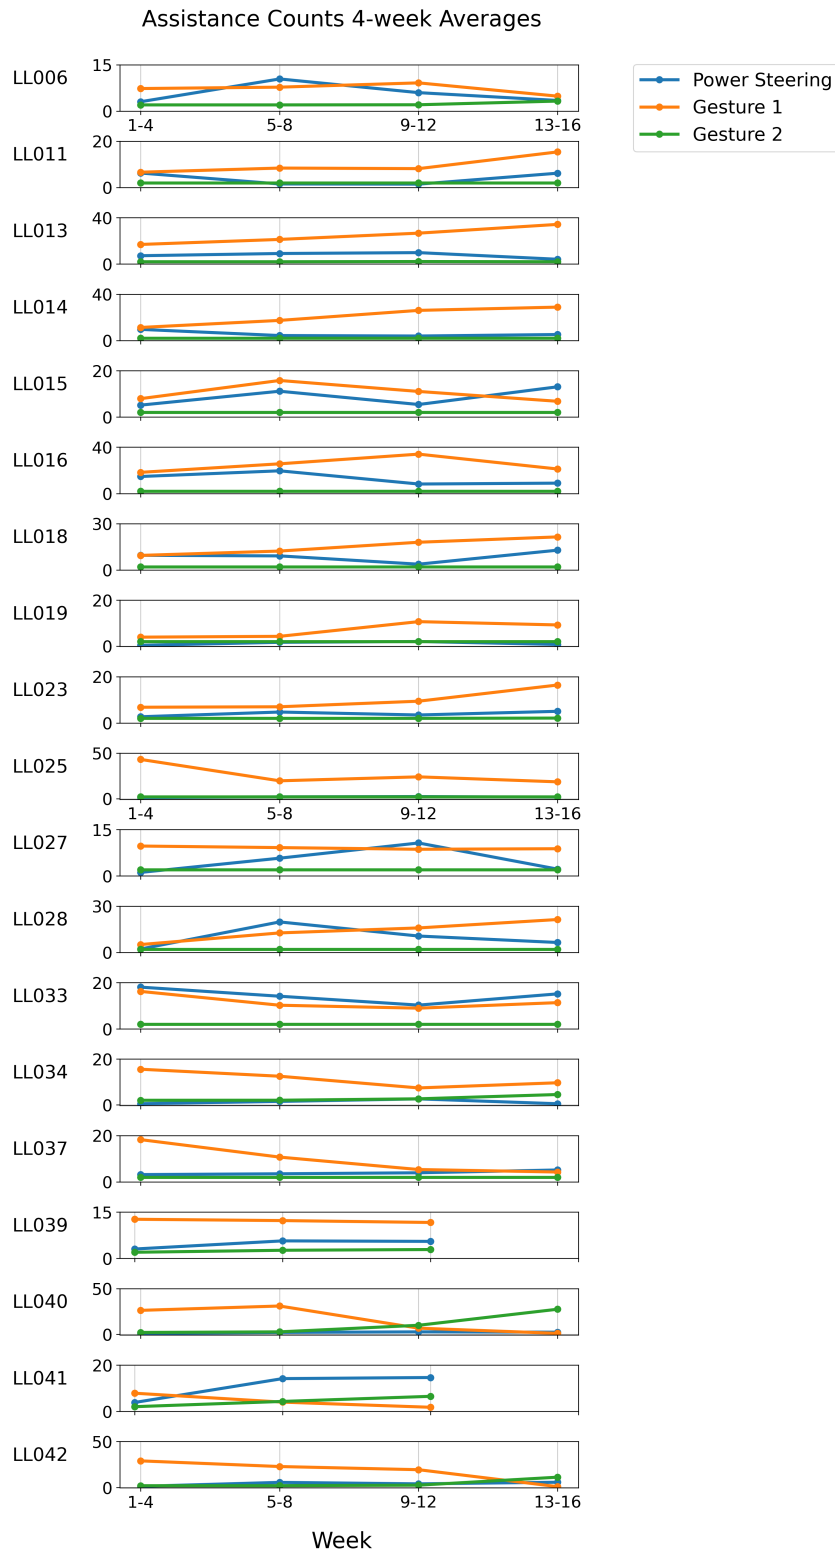 Assistance Counts 4-week Averages
LL006
15
0
1-4 5-8 9-12 13-16
Power Steering
Gesture 1
Gesture 2
LL011
20
0
LL013
40
0
LL014
40
0
LL015
20
0
LL016
40
0
LL018
30
0
LL019
20
0
LL023
20
0
LL025
50
0
1-4 5-8 9-12 13-16
LL027
15
0
LL028
30
0
LL033
20
0
LL034
20
0
LL037
20
0
LL039
15
0
LL040
50
0
LL041
20
0
LL042
50
0
1-4 5-8 9-12 13-16
Week